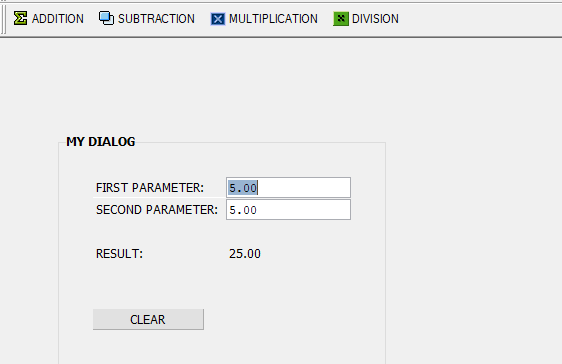 ADDITION SUBTRACTION MULTIPLICATION DIVISION
MY DIALOG
FIRST PARAMETER: 5.00
SECOND PARAMETER: 5.00
RESULT: 25.00
CLEAR